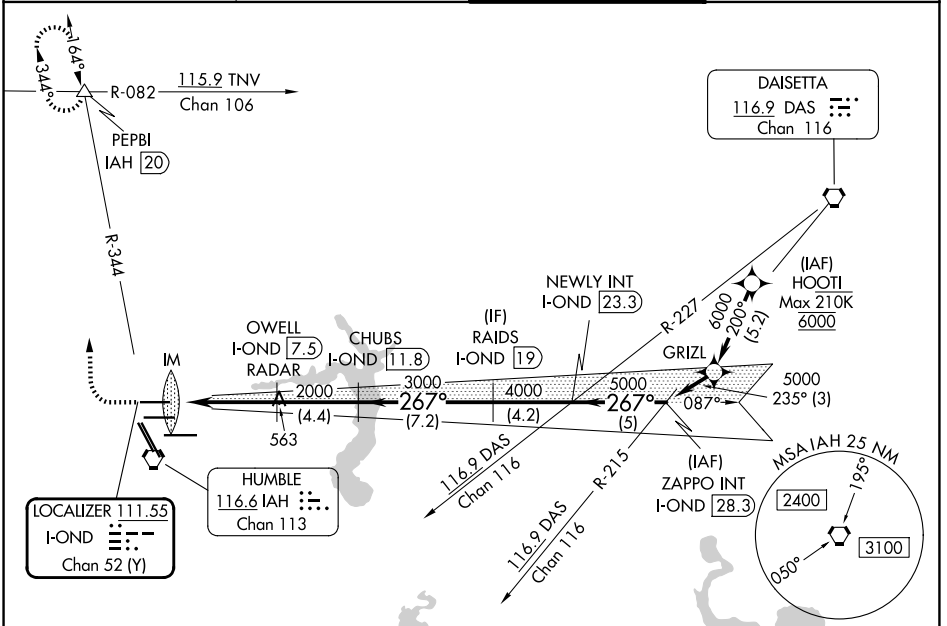 164°
344°
R-082
115.9 TNV
Chan 106
PEPBI
IAH 20
R-344
DAISETTA
116.9 DAS
Chan 116
(IAF)
HOOTI
Max 210K
6000
6000
200°
(5.2)
R-227
NEWLY INT
I-OND 23.3
(IF)
RAIDS
I-OND 19
CHUBS
I-OND 11.8
OWELL
I-OND 7.5
RADAR
IM
GRIZL
2000
3000
4000
5000
5000
235° (3)
267°
267°
087°
(4.4)
(7.2)
(4.2)
(5)
563
116.9 DAS
Chan 116
R-215
116.9 DAS
Chan 116
(IAF)
ZAPPO INT
I-OND 28.3
HUMBLE
116.6 IAH
Chan 113
LOCALIZER 111.55
I-OND
Chan 52 (Y)
MSA IAH 25 NM
195°
2400
3100
050°